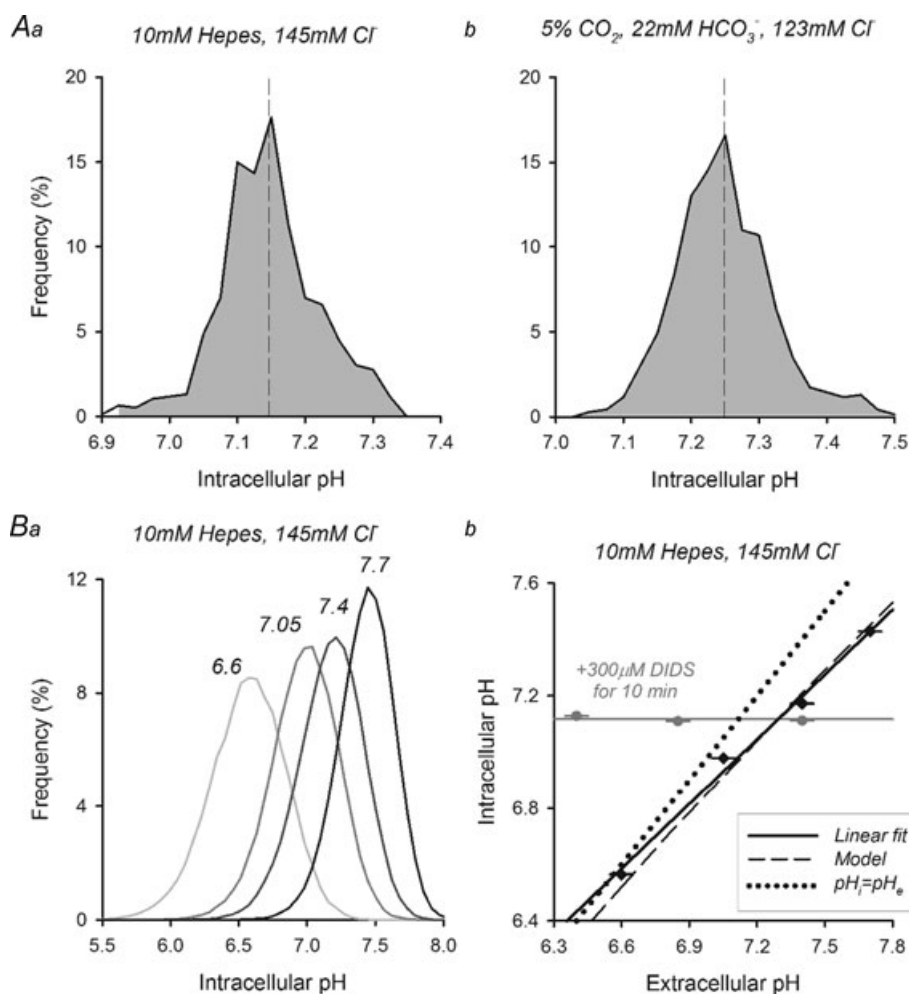 Aa
10mM Hepes, 145mM Cl⁻
b
5% CO₂, 22mM HCO₃⁻, 123mM Cl⁻
Frequency (%)
20
15
10
5
0
6.9 7.0 7.1 7.2 7.3 7.4
Intracellular pH
20
15
10
5
0
7.0 7.1 7.2 7.3 7.4 7.5
Intracellular pH
Ba
10mM Hepes, 145mM Cl⁻
Frequency (%)
12
8
4
0
6.6
7.05
7.4
7.7
5.5 6.0 6.5 7.0 7.5 8.0
Intracellular pH
b
10mM Hepes, 145mM Cl⁻
Intracellular pH
7.6
7.2
6.8
6.4
+300μM DIDS
for 10 min
Linear fit
Model
pHᵢ=pHₑ
6.3 6.6 6.9 7.2 7.5 7.8
Extracellular pH